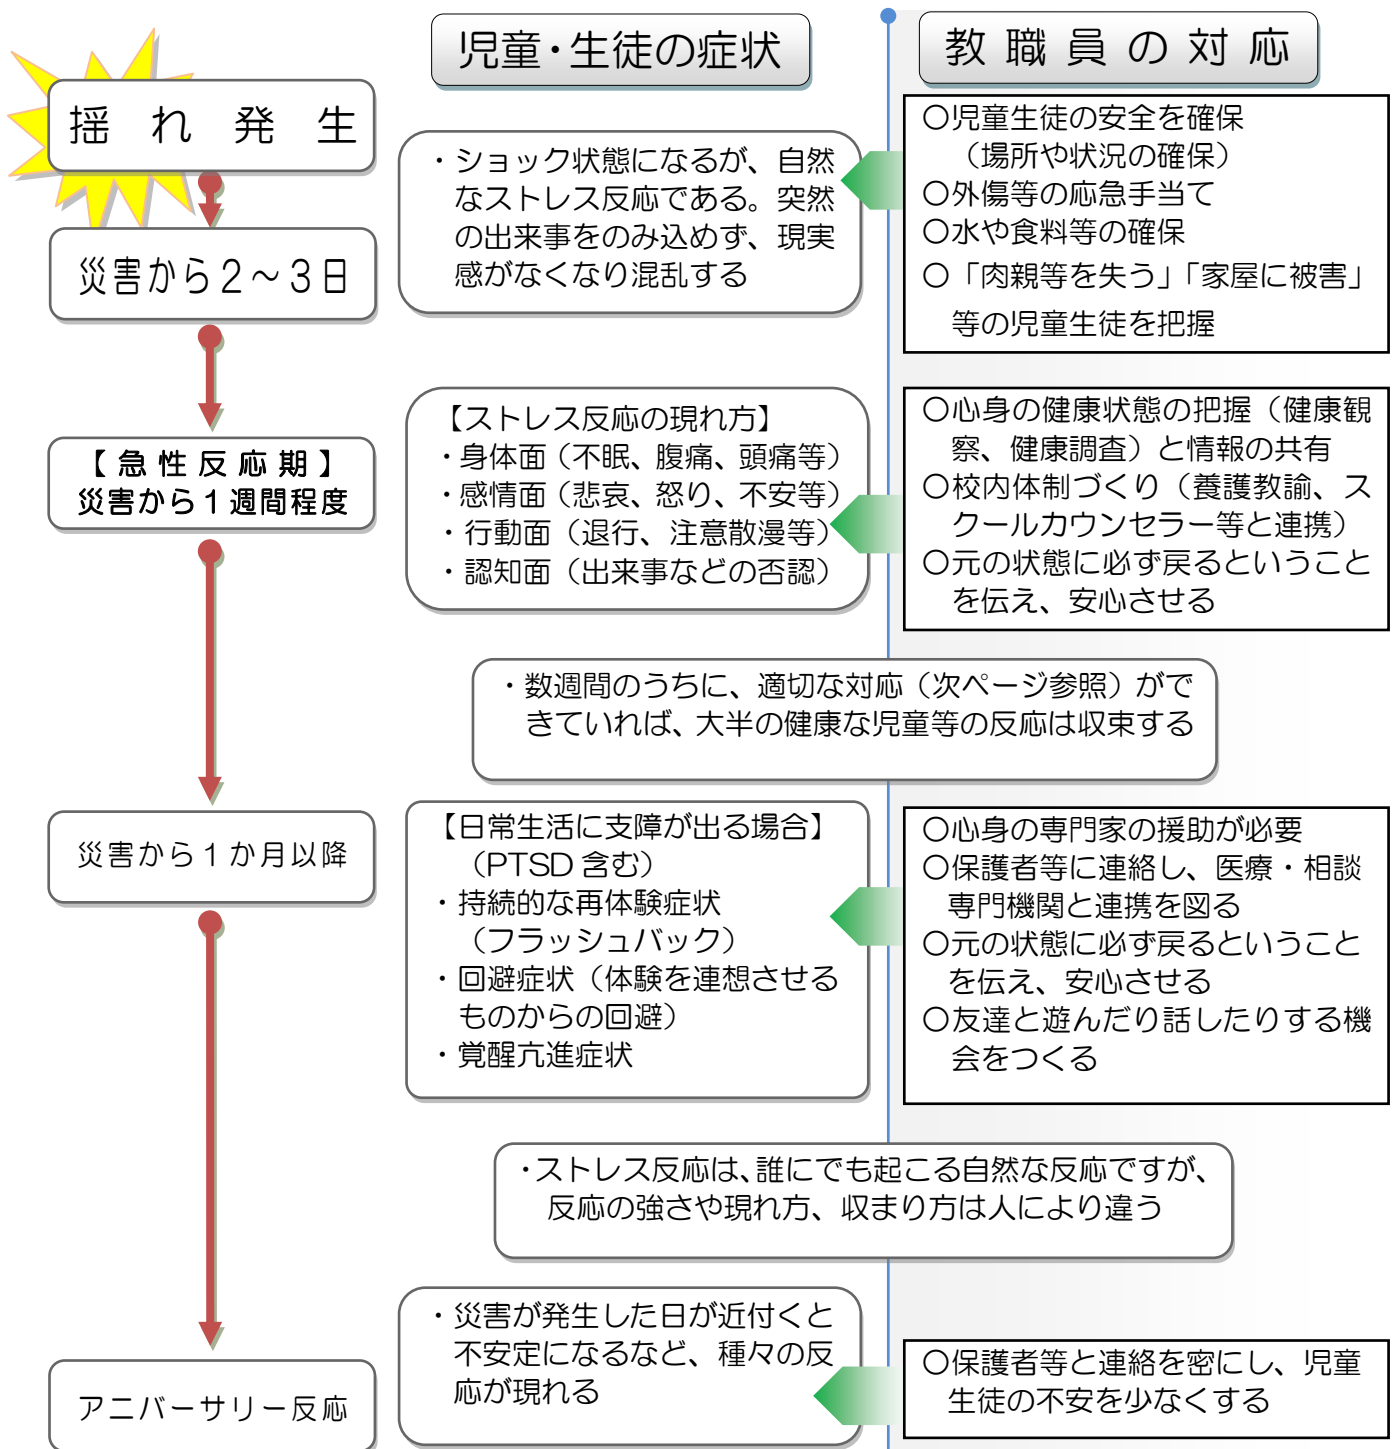 児童・生徒の症状
教職員の対応
揺れ発生
・ショック状態になるが、自然
なストレス反応である。突然
の出来事をのみ込めず、現実
感がなくなり混乱する
〇児童生徒の安全を確保
（場所や状況の確保）
〇外傷等の応急手当て
〇水や食料等の確保
〇「肉親等を失う」「家屋に被害」
等の児童生徒を把握
災害から２～３日
【急性反応期】
災害から１週間程度
【ストレス反応の現れ方】
・身体面（不眠、腹痛、頭痛等）
・感情面（悲哀、怒り、不安等）
・行動面（退行、注意散漫等）
・認知面（出来事などの否認）
〇心身の健康状態の把握（健康観
察、健康調査）と情報の共有
〇校内体制づくり（養護教諭、ス
クールカウンセラー等と連携）
〇元の状態に必ず戻るということ
を伝え、安心させる
・数週間のうちに、適切な対応（次ページ参照）がで
きていれば、大半の健康な児童等の反応は収束する
災害から１か月以降
【日常生活に支障が出る場合】
（PTSD 含む）
・持続的な再体験症状
（フラッシュバック）
・回避症状（体験を連想させる
ものからの回避）
・覚醒亢進症状
〇心身の専門家の援助が必要
〇保護者等に連絡し、医療・相談
専門機関と連携を図る
〇元の状態に必ず戻るということ
を伝え、安心させる
〇友達と遊んだり話したりする機
会をつくる
・ストレス反応は、誰にでも起こる自然な反応ですが、
反応の強さや現れ方、収まり方は人により違う
アニバーサリー反応
・災害が発生した日が近付くと
不安定になるなど、種々の反
応が現れる
〇保護者等と連絡を密にし、児童
生徒の不安を少なくする